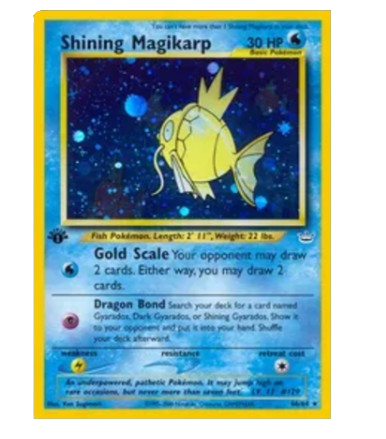 You can't have more than 1 Shining Magikarp in your deck.
Shining Magikarp 30 HP
Basic Pokémon
Fish Pokémon. Length: 2' 11", Weight: 22 lbs.
Gold Scale Your opponent may draw
2 cards. Either way, you may draw 2
cards.
Dragon Bond Search your deck for a card named
Gyarados, Dark Gyarados, or Shining Gyarados. Show it
to your opponent and put it into your hand. Shuffle
your deck afterward.
weakness resistance retreat cost
An underpowered, pathetic Pokémon. It may jump high on
rare occasions, but never more than seven feet. LV. 12 #129
66/64